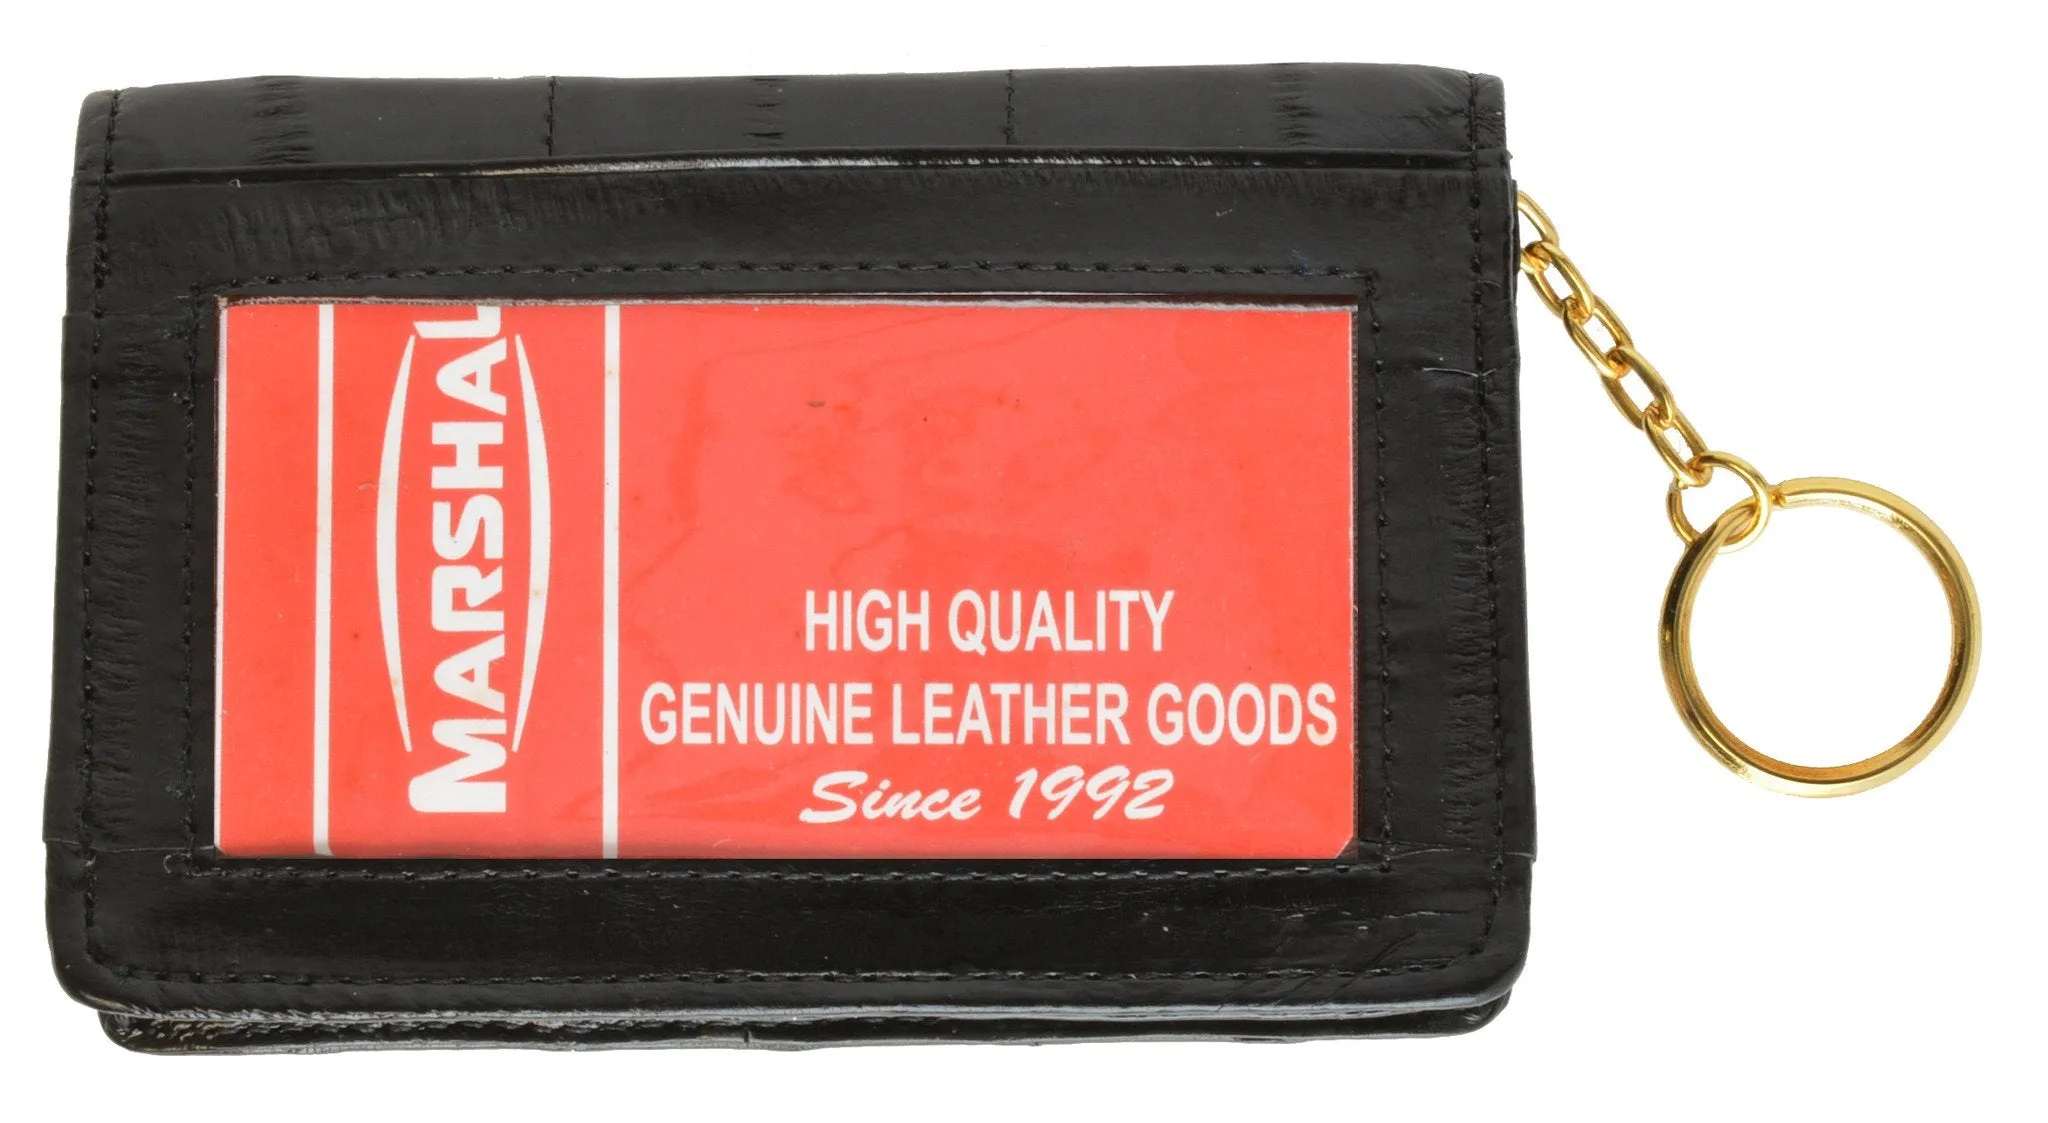 MARSHAL
HIGH QUALITY
GENUINE LEATHER GOODS
Since 1992